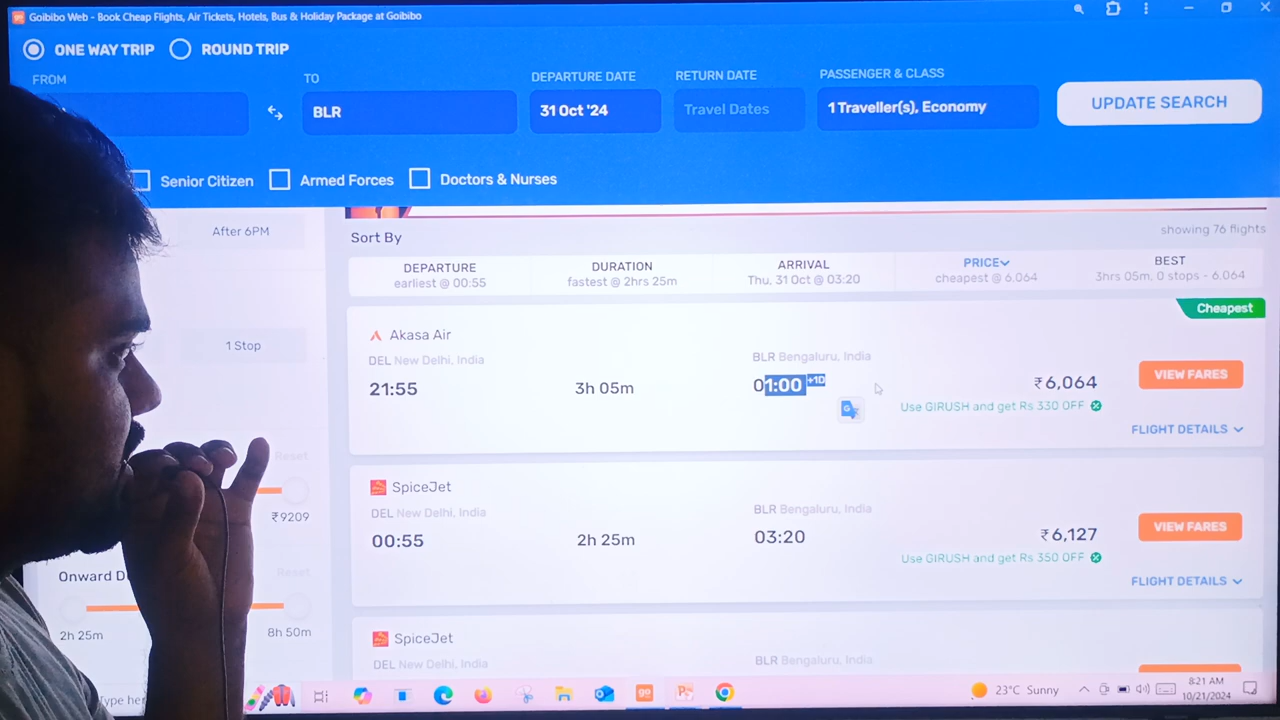 Goibibo Web - Book Cheap Flights, Air Tickets, Hotels, Bus & Holiday Package at Goibibo
ONE WAY TRIP ROUND TRIP
FROM TO DEPARTURE DATE RETURN DATE PASSENGER & CLASS
BLR 31 Oct '24 Travel Dates 1 Traveller(s), Economy UPDATE SEARCH
Senior Citizen Armed Forces Doctors & Nurses
After 6PM
Sort By showing 76 flights
DEPARTURE DURATION ARRIVAL PRICE BEST
earliest @ 00:55 fastest @ 2hrs 25m Thu, 31 Oct @ 03:20 cheapest @ 6,064 3hrs 05m, 0 stops - 6,064
Cheapest
Akasa Air
1 Stop
DEL New Delhi, India BLR Bengaluru, India
21:55 3h 05m 01:00 +1D ₹6,064 VIEW FARES
Use GIRUSH and get Rs 330 OFF
FLIGHT DETAILS
Reset
SpiceJet
DEL New Delhi, India BLR Bengaluru, India
₹9209
00:55 2h 25m 03:20 ₹6,127 VIEW FARES
Use GIRUSH and get Rs 350 OFF
Onward D Reset
FLIGHT DETAILS
2h 25m 8h 50m
SpiceJet
DEL New Delhi, India BLR Bengaluru, India
Type her
go
23°C Sunny
8:21 AM
10/21/2024